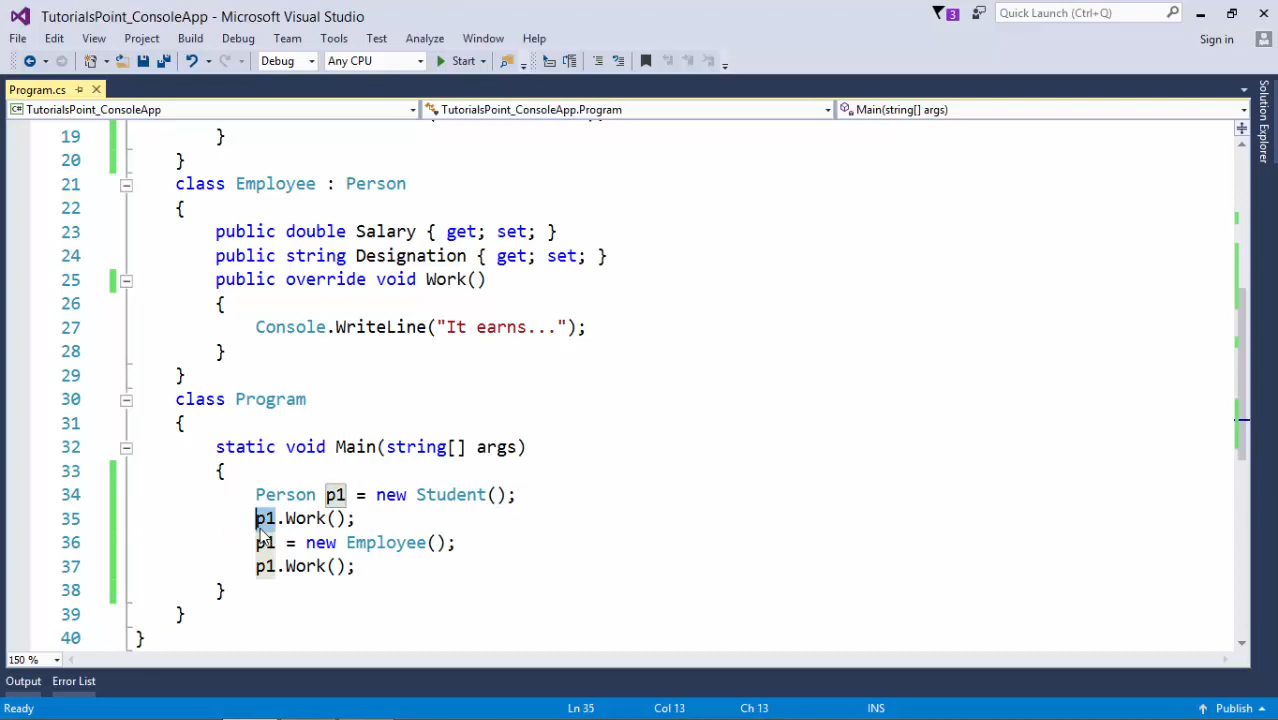 TutorialsPoint_ConsoleApp - Microsoft Visual Studio
3
Quick Launch (Ctrl+Q)
File Edit View Project Build Debug Team Tools Test Analyze Window Help
Sign in
Debug Any CPU Start
Program.cs
Solution Explorer
TutorialsPoint_ConsoleApp TutorialsPoint_ConsoleApp.Program Main(string[] args)
19 }
20 }
21 class Employee : Person
22 {
23 public double Salary { get; set; }
24 public string Designation { get; set; }
25 public override void Work()
26 {
27 Console.WriteLine("It earns...");
28 }
29 }
30 class Program
31 {
32 static void Main(string[] args)
33 {
34 Person p1 = new Student();
35 p1.Work();
36 p1 = new Employee();
37 p1.Work();
38 }
39 }
40 }
150 %
Output Error List
Ready Ln 35 Col 13 Ch 13 INS Publish